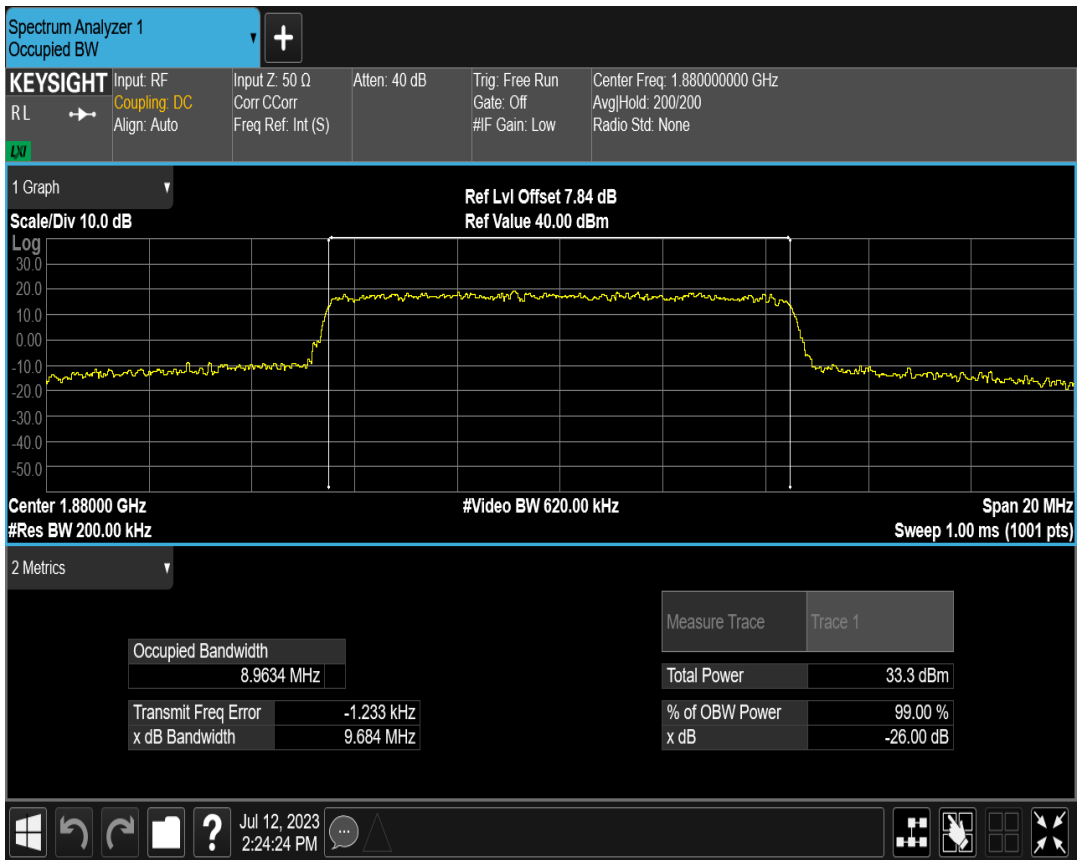 Spectrum Analyzer 1
Occupied BW
KEYSIGHT
RL
LXI
Input: RF
Coupling: DC
Align: Auto
Input Z: 50 Ω
Corr CCorr
Freq Ref: Int (S)
Atten: 40 dB
Trig: Free Run
Gate: Off
#IF Gain: Low
Center Freq: 1.880000000 GHz
Avg|Hold: 200/200
Radio Std: None
1 Graph
Scale/Div 10.0 dB
Ref Lvl Offset 7.84 dB
Ref Value 40.00 dBm
Log
30.0
20.0
10.0
0.00
-10.0
-20.0
-30.0
-40.0
-50.0
Center 1.88000 GHz
#Res BW 200.00 kHz
#Video BW 620.00 kHz
Span 20 MHz
Sweep 1.00 ms (1001 pts)
2 Metrics
Occupied Bandwidth
8.9634 MHz
Transmit Freq Error -1.233 kHz
x dB Bandwidth 9.684 MHz
Measure Trace Trace 1
Total Power 33.3 dBm
% of OBW Power 99.00 %
x dB -26.00 dB
?
Jul 12, 2023
2:24:24 PM